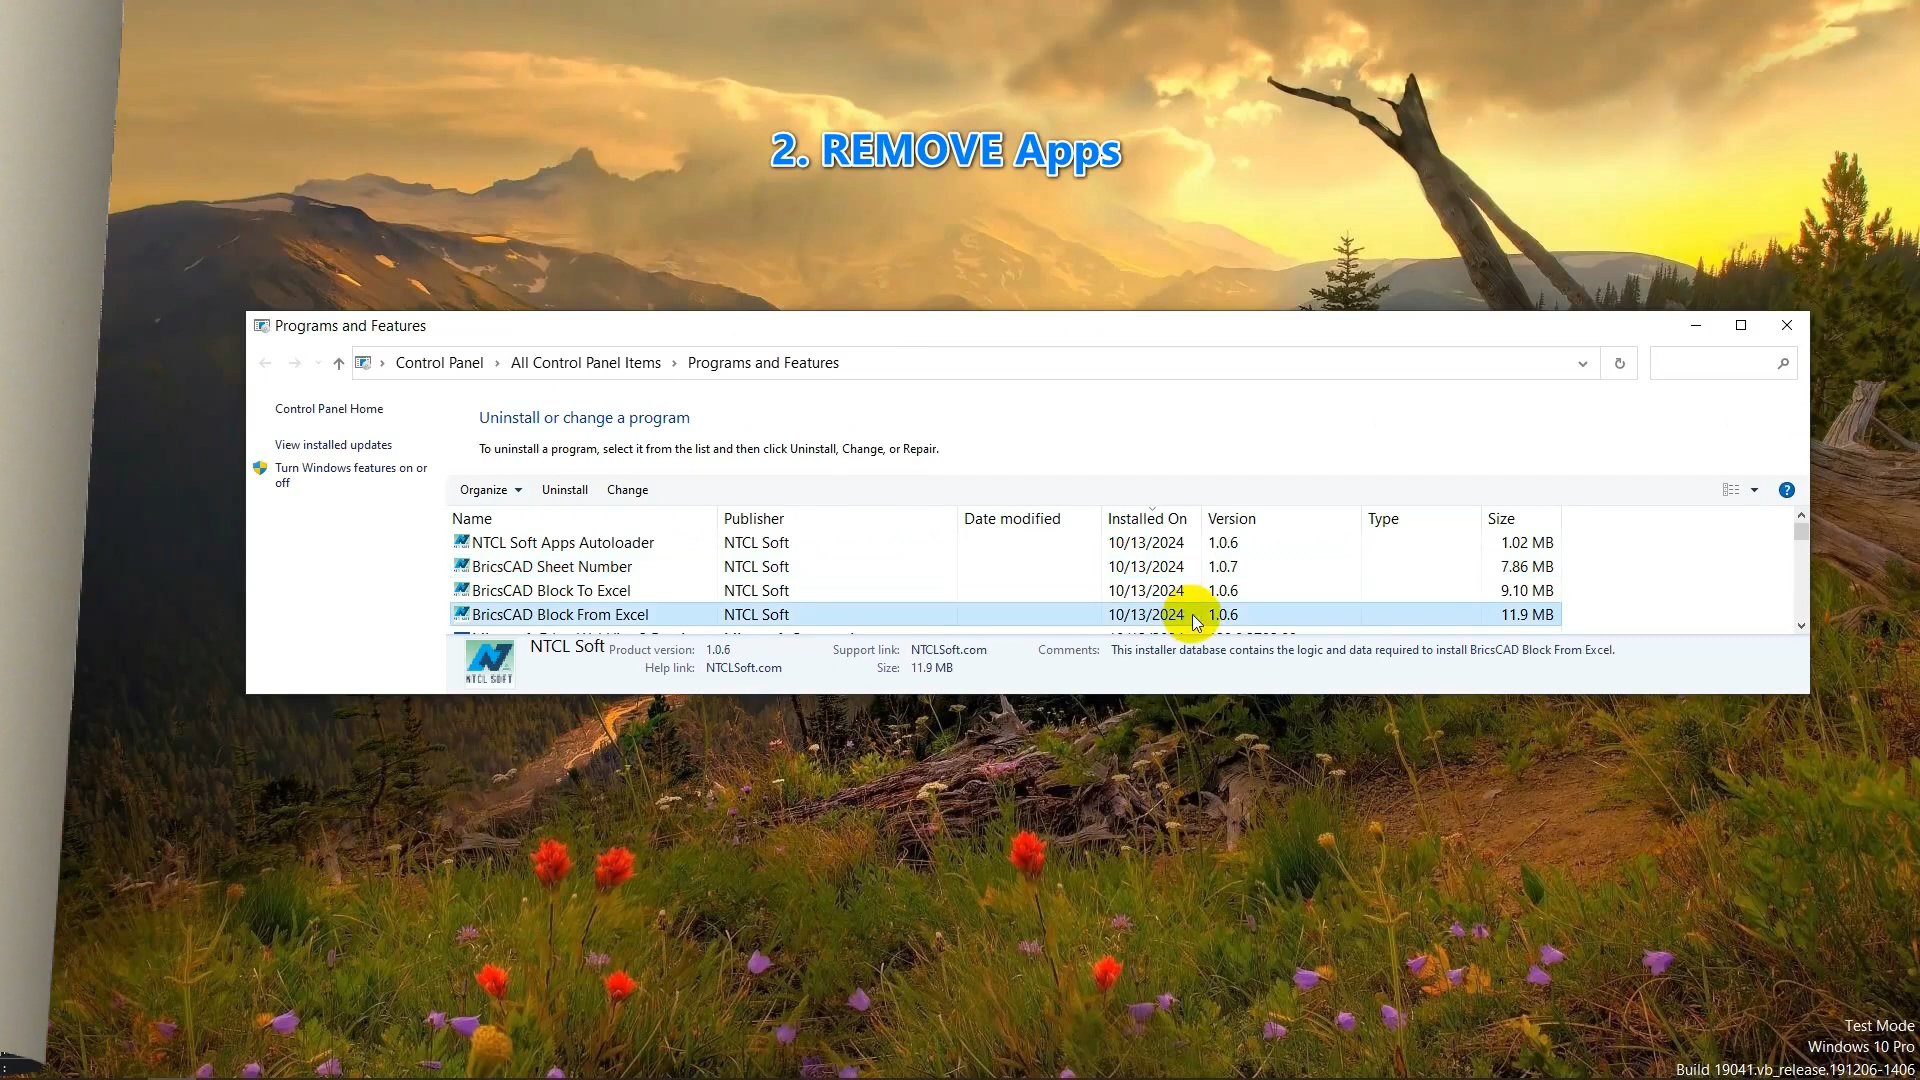 2. REMOVE Apps
Programs and Features
Control Panel > All Control Panel Items > Programs and Features
Control Panel Home
View installed updates
Turn Windows features on or
off
Uninstall or change a program
To uninstall a program, select it from the list and then click Uninstall, Change, or Repair.
Organize Uninstall Change
Name Publisher Date modified Installed On Version Type Size
NTCL Soft Apps Autoloader NTCL Soft 10/13/2024 1.0.6 1.02 MB
BricsCAD Sheet Number NTCL Soft 10/13/2024 1.0.7 7.86 MB
BricsCAD Block To Excel NTCL Soft 10/13/2024 1.0.6 9.10 MB
BricsCAD Block From Excel NTCL Soft 10/13/2024 1.0.6 11.9 MB
NTCL Soft Product version: 1.0.6 Support link: NTCLSoft.com Comments: This installer database contains the logic and data required to install BricsCAD Block From Excel.
Help link: NTCLSoft.com Size: 11.9 MB
NTCL SOFT
Test Mode
Windows 10 Pro
Build 19041.vb_release.191206-1406